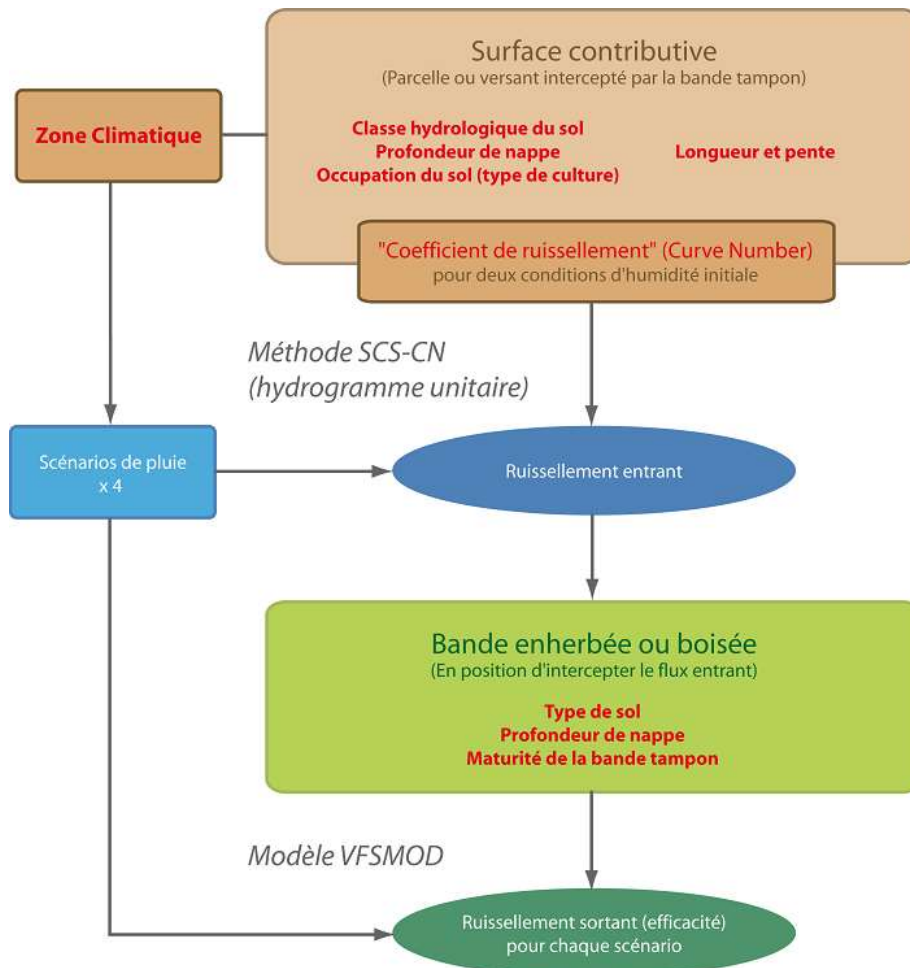 Surface contributive
(Parcelle ou versant intercepté par la bande tampon)
Zone Climatique
Classe hydrologique du sol
Profondeur de nappe
Occupation du sol (type de culture)
Longueur et pente
"Coefficient de ruissellement" (Curve Number)
pour deux conditions d'humidité initiale
Méthode SCS-CN
(hydrogramme unitaire)
Scénarios de pluie
x 4
Ruissellement entrant
Bande enherbée ou boisée
(En position d'intercepter le flux entrant)
Type de sol
Profondeur de nappe
Maturité de la bande tampon
Modèle VFSMOD
Ruissellement sortant (efficacité)
pour chaque scénario